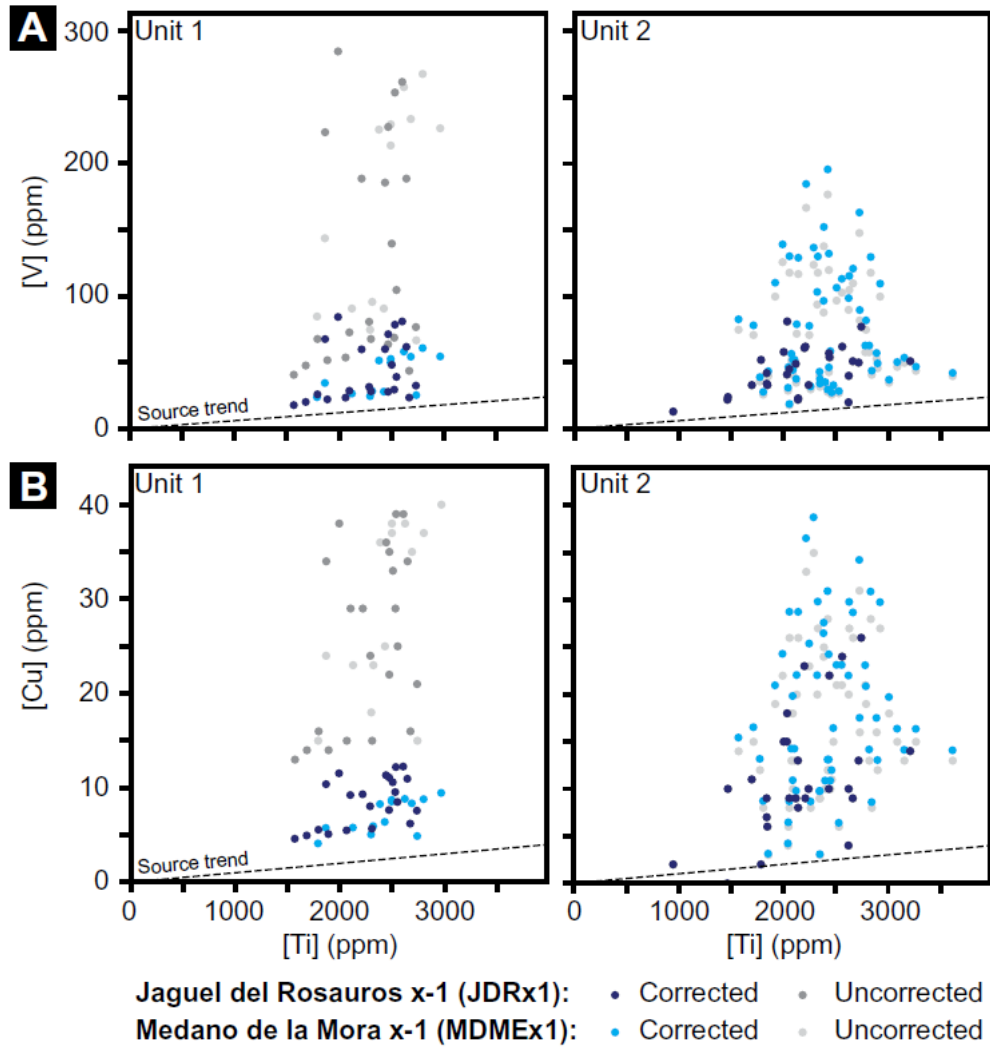 A
Unit 1
Unit 2
300
200
100
0
[V] (ppm)
Source trend
B
Unit 1
Unit 2
40
30
20
10
0
[Cu] (ppm)
Source trend
0 1000 2000 3000
0 1000 2000 3000
[Ti] (ppm)
[Ti] (ppm)
Jaguel del Rosauros x-1 (JDRx1): Corrected Uncorrected
Medano de la Mora x-1 (MDMEx1): Corrected Uncorrected